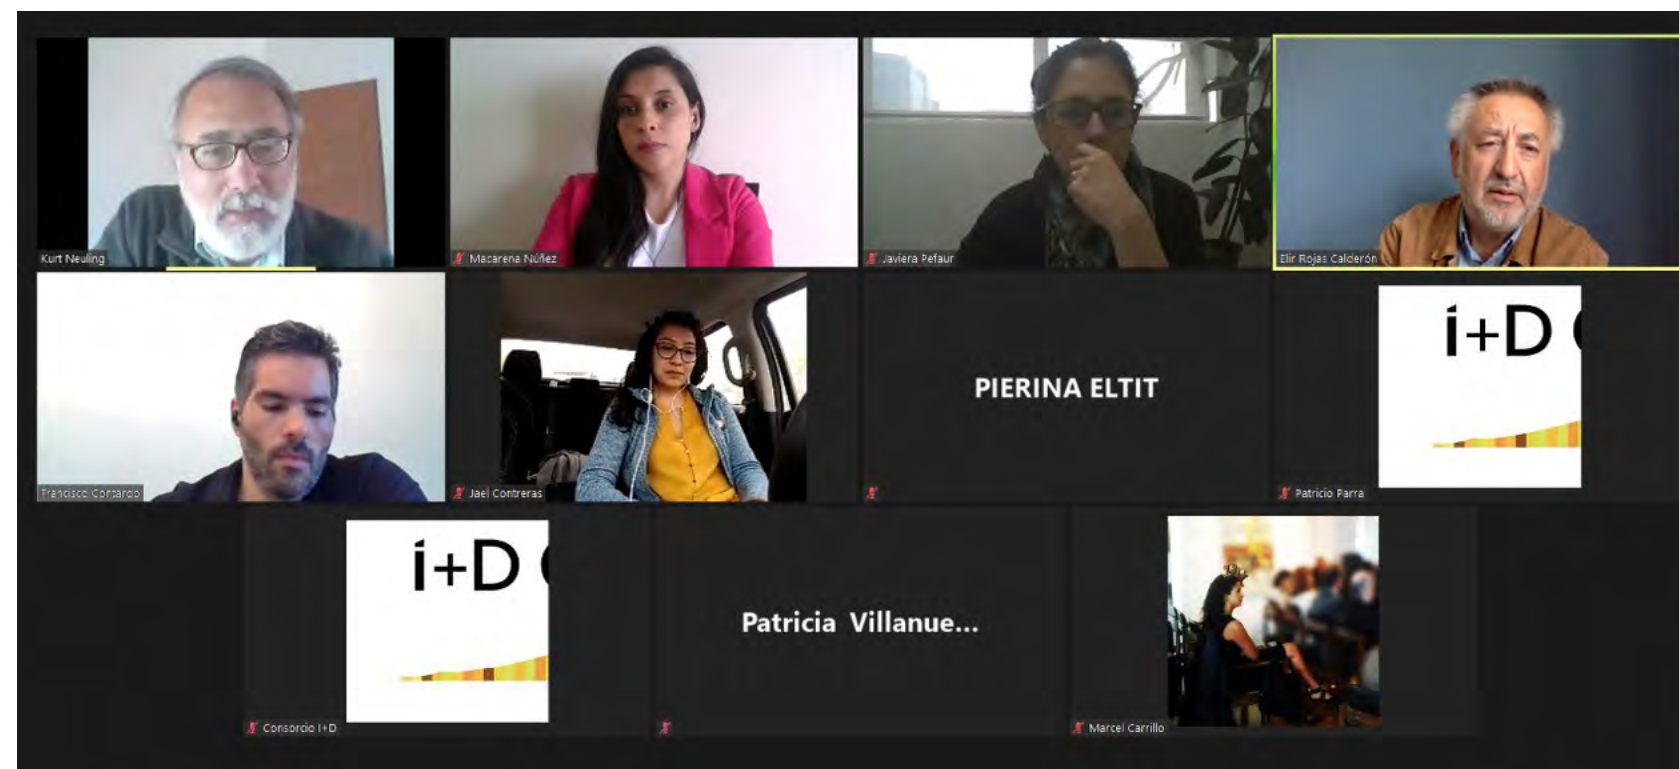 Kurt Neuling
Macarena Núñez
Javiera Pefaur
Elir Rojas Calderón
Francisco Contardo
Jael Contreras
PIERINA ELTIT
i+D
Patricio Parra
i+D
Consorcio I+D
Patricia Villanue...
Marcel Carrillo